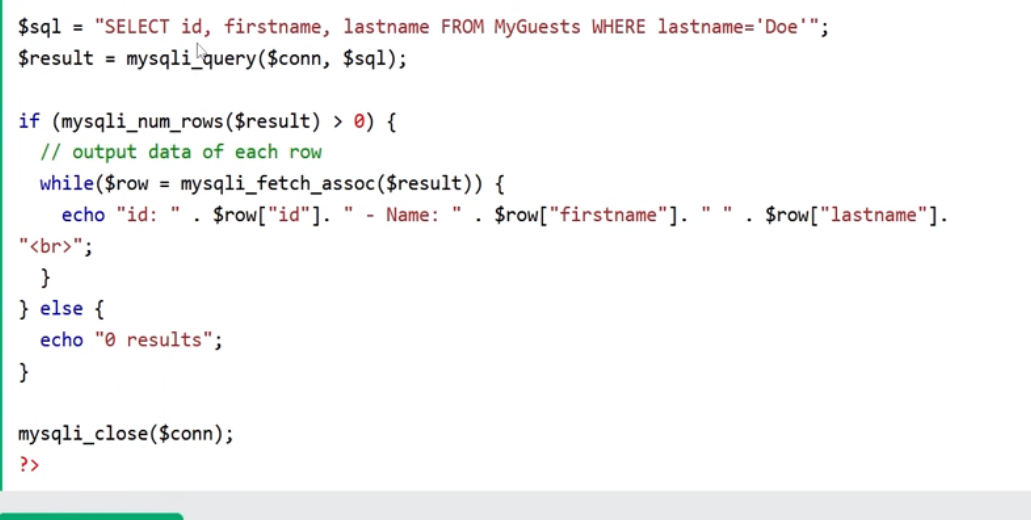 $sql = "SELECT id, firstname, lastname FROM MyGuests WHERE lastname='Doe'";
$result = mysqli_query($conn, $sql);
if (mysqli_num_rows($result) > 0) {
// output data of each row
while($row = mysqli_fetch_assoc($result)) {
echo "id: " . $row["id"]. " - Name: " . $row["firstname"]. " " . $row["lastname"].
"<br>";
}
} else {
echo "0 results";
}
mysqli_close($conn);
?>